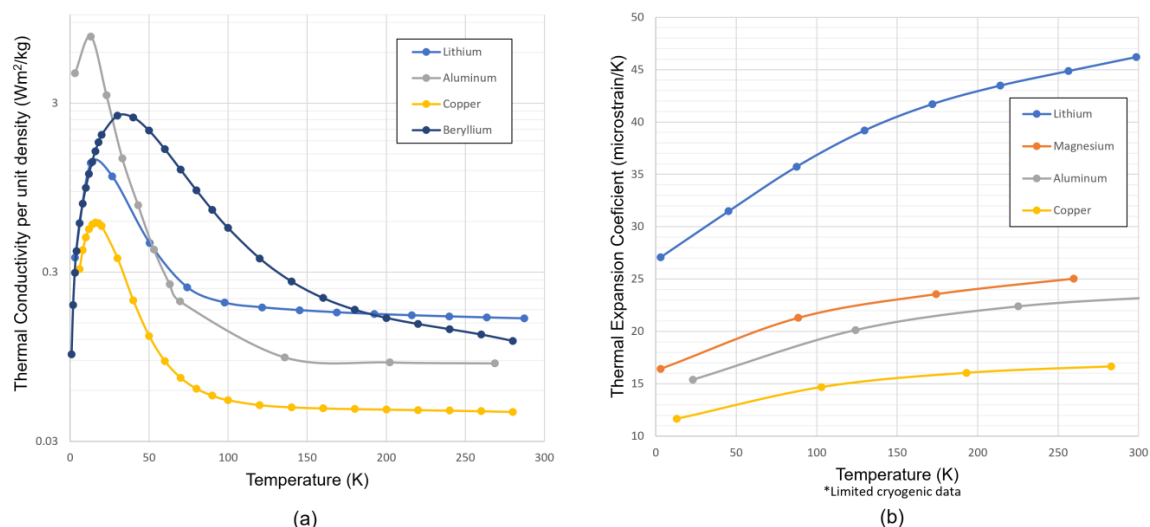 Thermal Conductivity per unit density (Wm²/kg)
3
0.3
0.03
0
50
100
150
200
250
300
Temperature (K)
Lithium
Aluminum
Copper
Beryllium
(a)
Thermal Expansion Coeficient (microstrain/K)
50
45
40
35
30
25
20
15
10
0
50
100
150
200
250
300
Temperature (K)
*Limited cryogenic data
Lithium
Magnesium
Aluminum
Copper
(b)